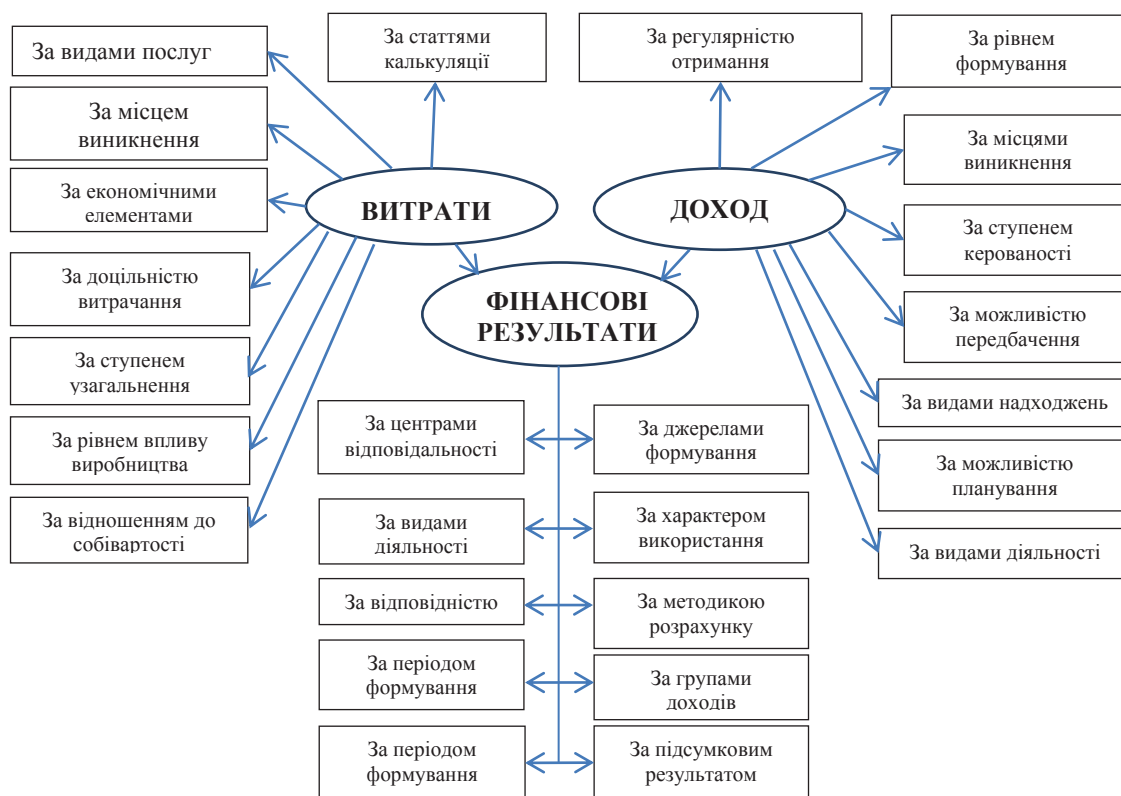 За видами послуг
За статтями
калькуляції
За регулярністю
отримання
За рівнем
формування
За місцем
виникнення
За місцями
виникнення
За економічними
елементами
ВИТРАТИ
ДОХОД
За ступенем
керованості
За доцільністю
витрачання
ФІНАНСОВІ
РЕЗУЛЬТАТИ
За можливістю
передбачення
За ступенем
узагальнення
За видами надходжень
За рівнем впливу
виробництва
За центрами
відповідальності
За джерелами
формування
За можливістю
планування
За відношенням до
собівартості
За видами
діяльності
За характером
використання
За видами діяльності
За відповідністю
За методикою
розрахунку
За періодом
формування
За групами
доходів
За періодом
формування
За підсумковим
результатом